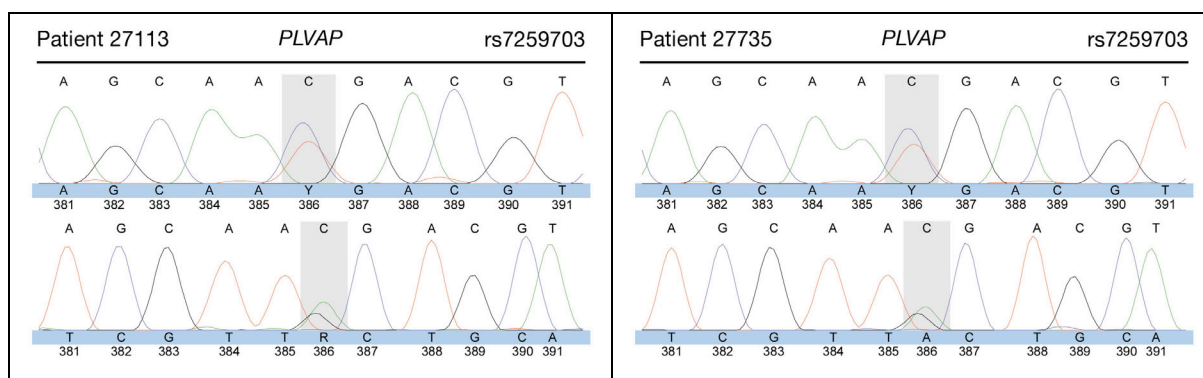 Patient 27113 PLVAP rs7259703
A G C A A C G A C G T
A G C A A Y G A C G T
381 382 383 384 385 386 387 388 389 390 391
A G C A A C G A C G T
T C G T T R C T G C A
381 382 383 384 385 386 387 388 389 390 391
Patient 27735 PLVAP rs7259703
A G C A A C G A C G T
A G C A A Y G A C G T
381 382 383 384 385 386 387 388 389 390 391
A G C A A C G A C G T
T C G T T A C T G C A
381 382 383 384 385 386 387 388 389 390 391